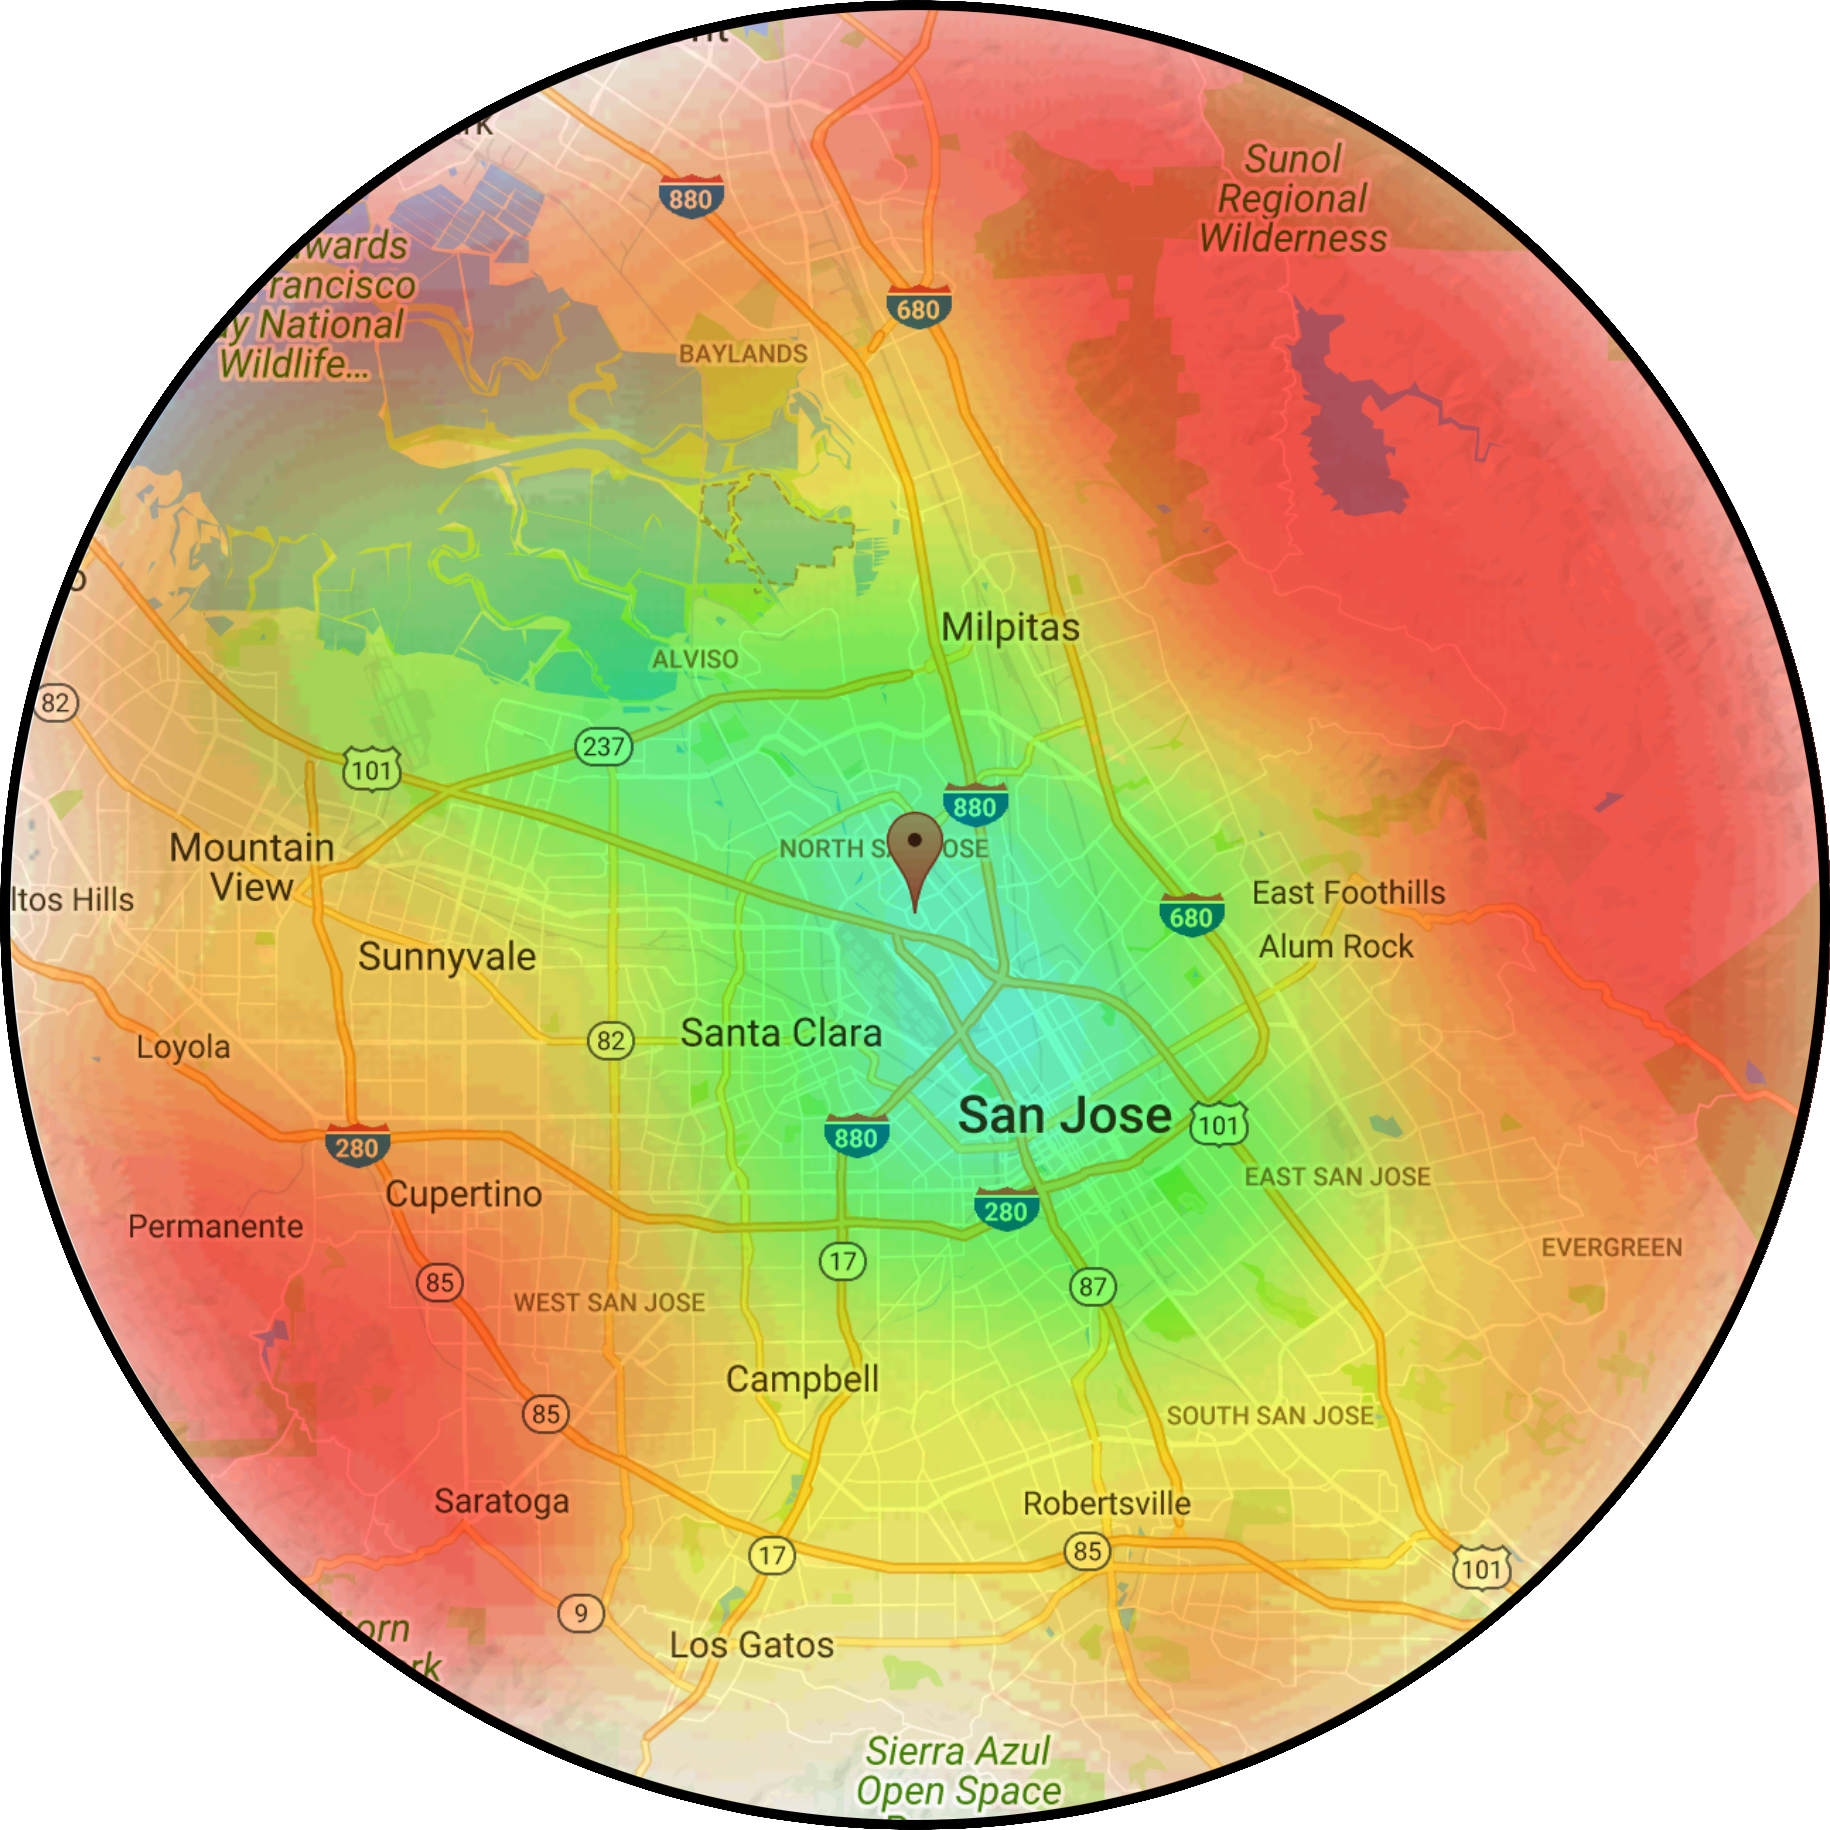 880
Sunol
Regional
Wilderness
wards
rancisco
y National
Wildlife...
680
BAYLANDS
Milpitas
ALVISO
82
237
101
880
NORTH S
OSE
Mountain
View
ltos Hills
East Foothills
680
Alum Rock
Sunnyvale
82
Santa Clara
Loyola
San Jose
101
880
280
EAST SAN JOSE
Cupertino
280
Permanente
EVERGREEN
17
85
87
WEST SAN JOSE
Campbell
85
SOUTH SAN JOSE
Saratoga
Robertsville
17
85
101
9
orn
rk
Los Gatos
Sierra Azul
Open Space